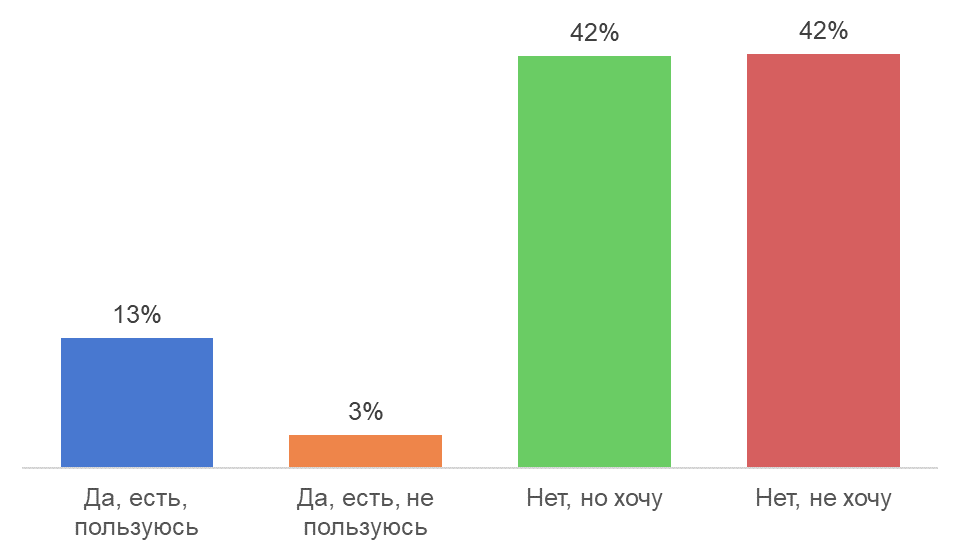 42%
42%
13%
3%
Да, есть,
пользуюсь
Да, есть, не
пользуюсь
Нет, но хочу
Нет, не хочу